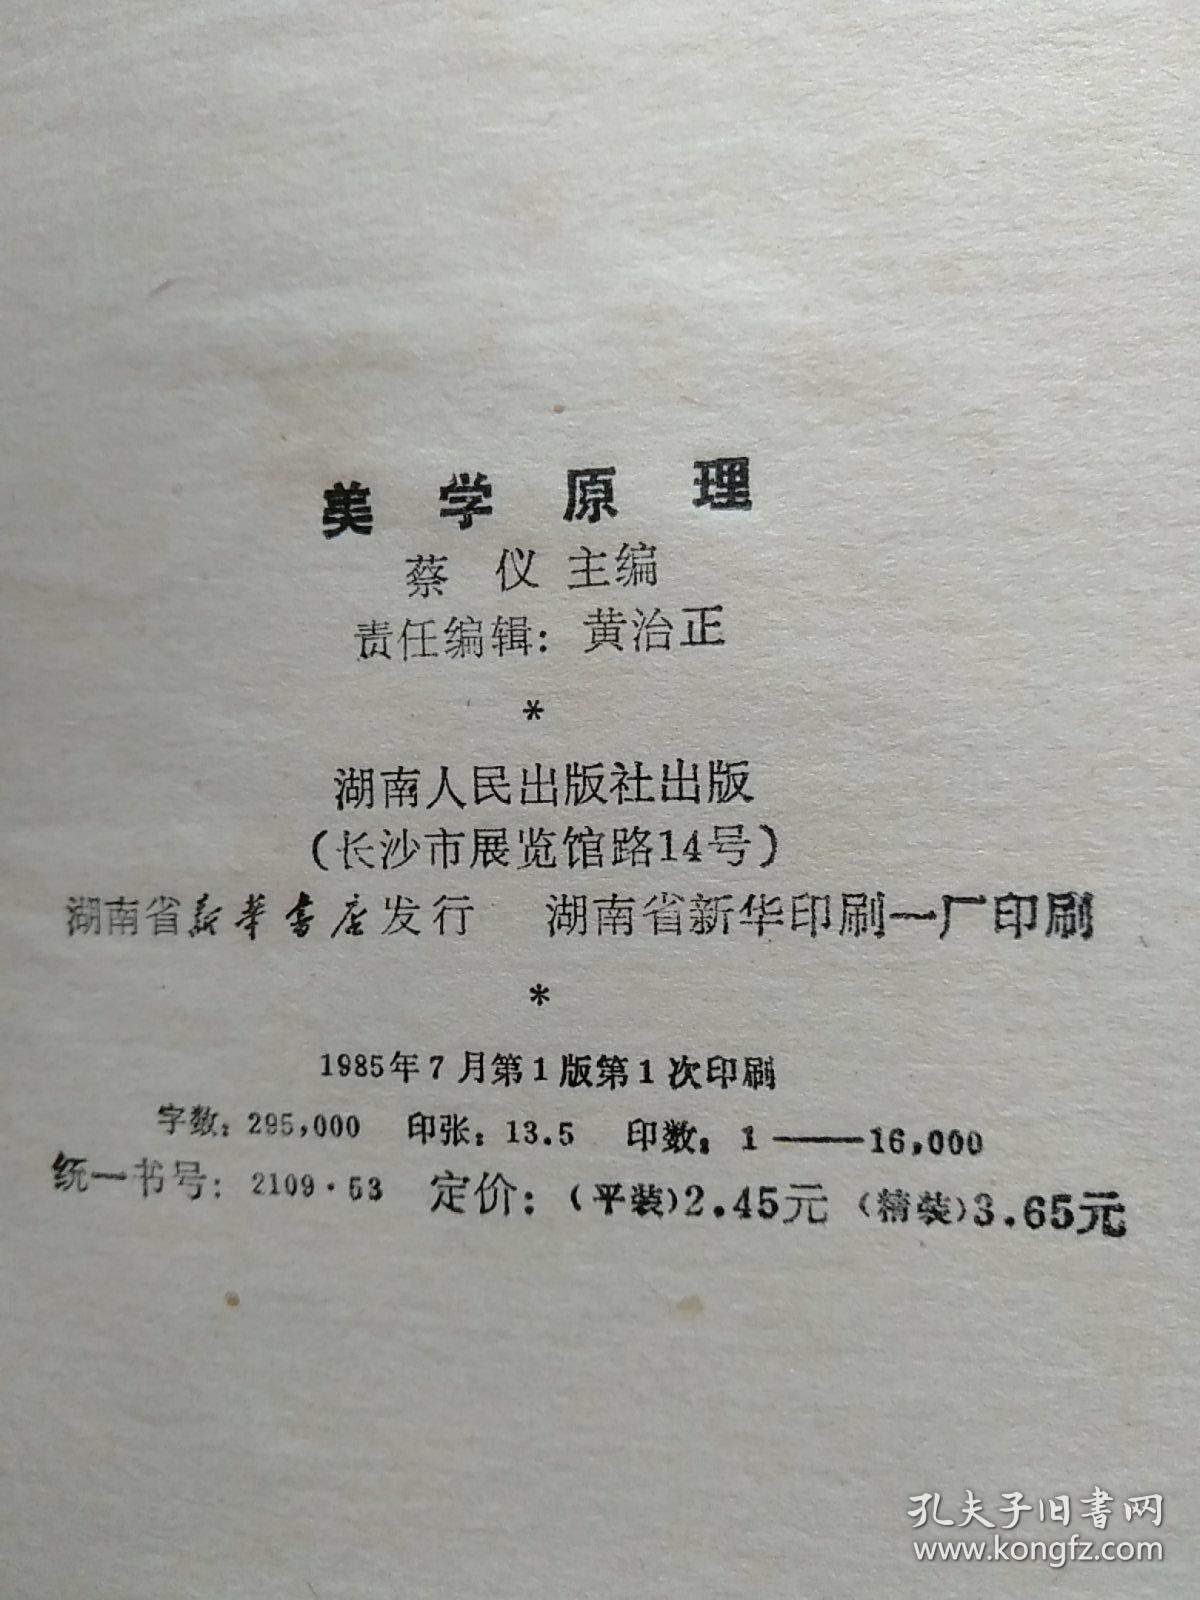 美学原理
蔡仪 主编
责任编辑：黄治正
*
湖南人民出版社出版
（长沙市展览馆路14号）
湖南省新华书店发行 湖南省新华印刷一厂印刷
*
1985年7月第1版第1次印刷
字数：295,000 印张：13.5 印数：1——16,000
统一书号：2109·53 定价：（平装）2.45元（精装）3.65元
孔夫子旧书网
www.kongfz.com